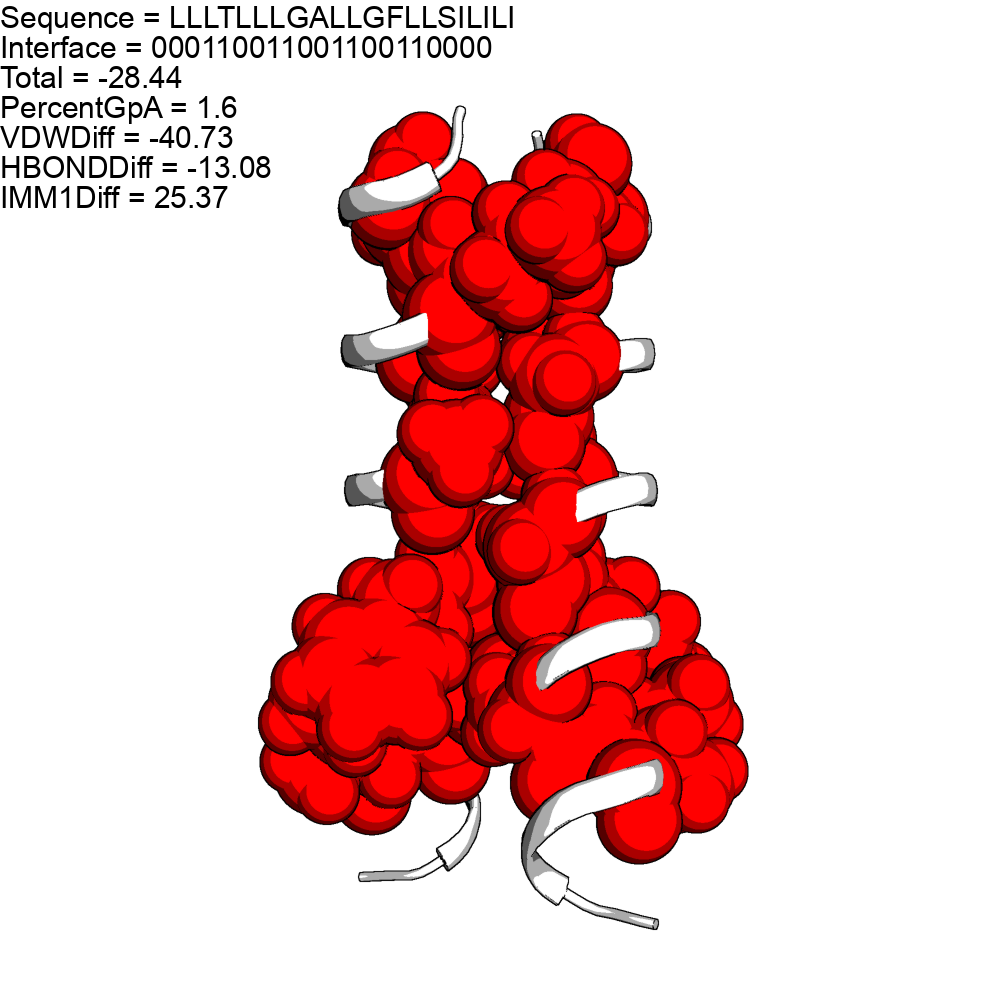 Sequence = LLLTLLLGALLGFLLSILILI
Interface = 000110011001100110000
Total = -28.44
PercentGpA = 1.6
VDWDiff = -40.73
HBONDDiff = -13.08
IMM1Diff = 25.37